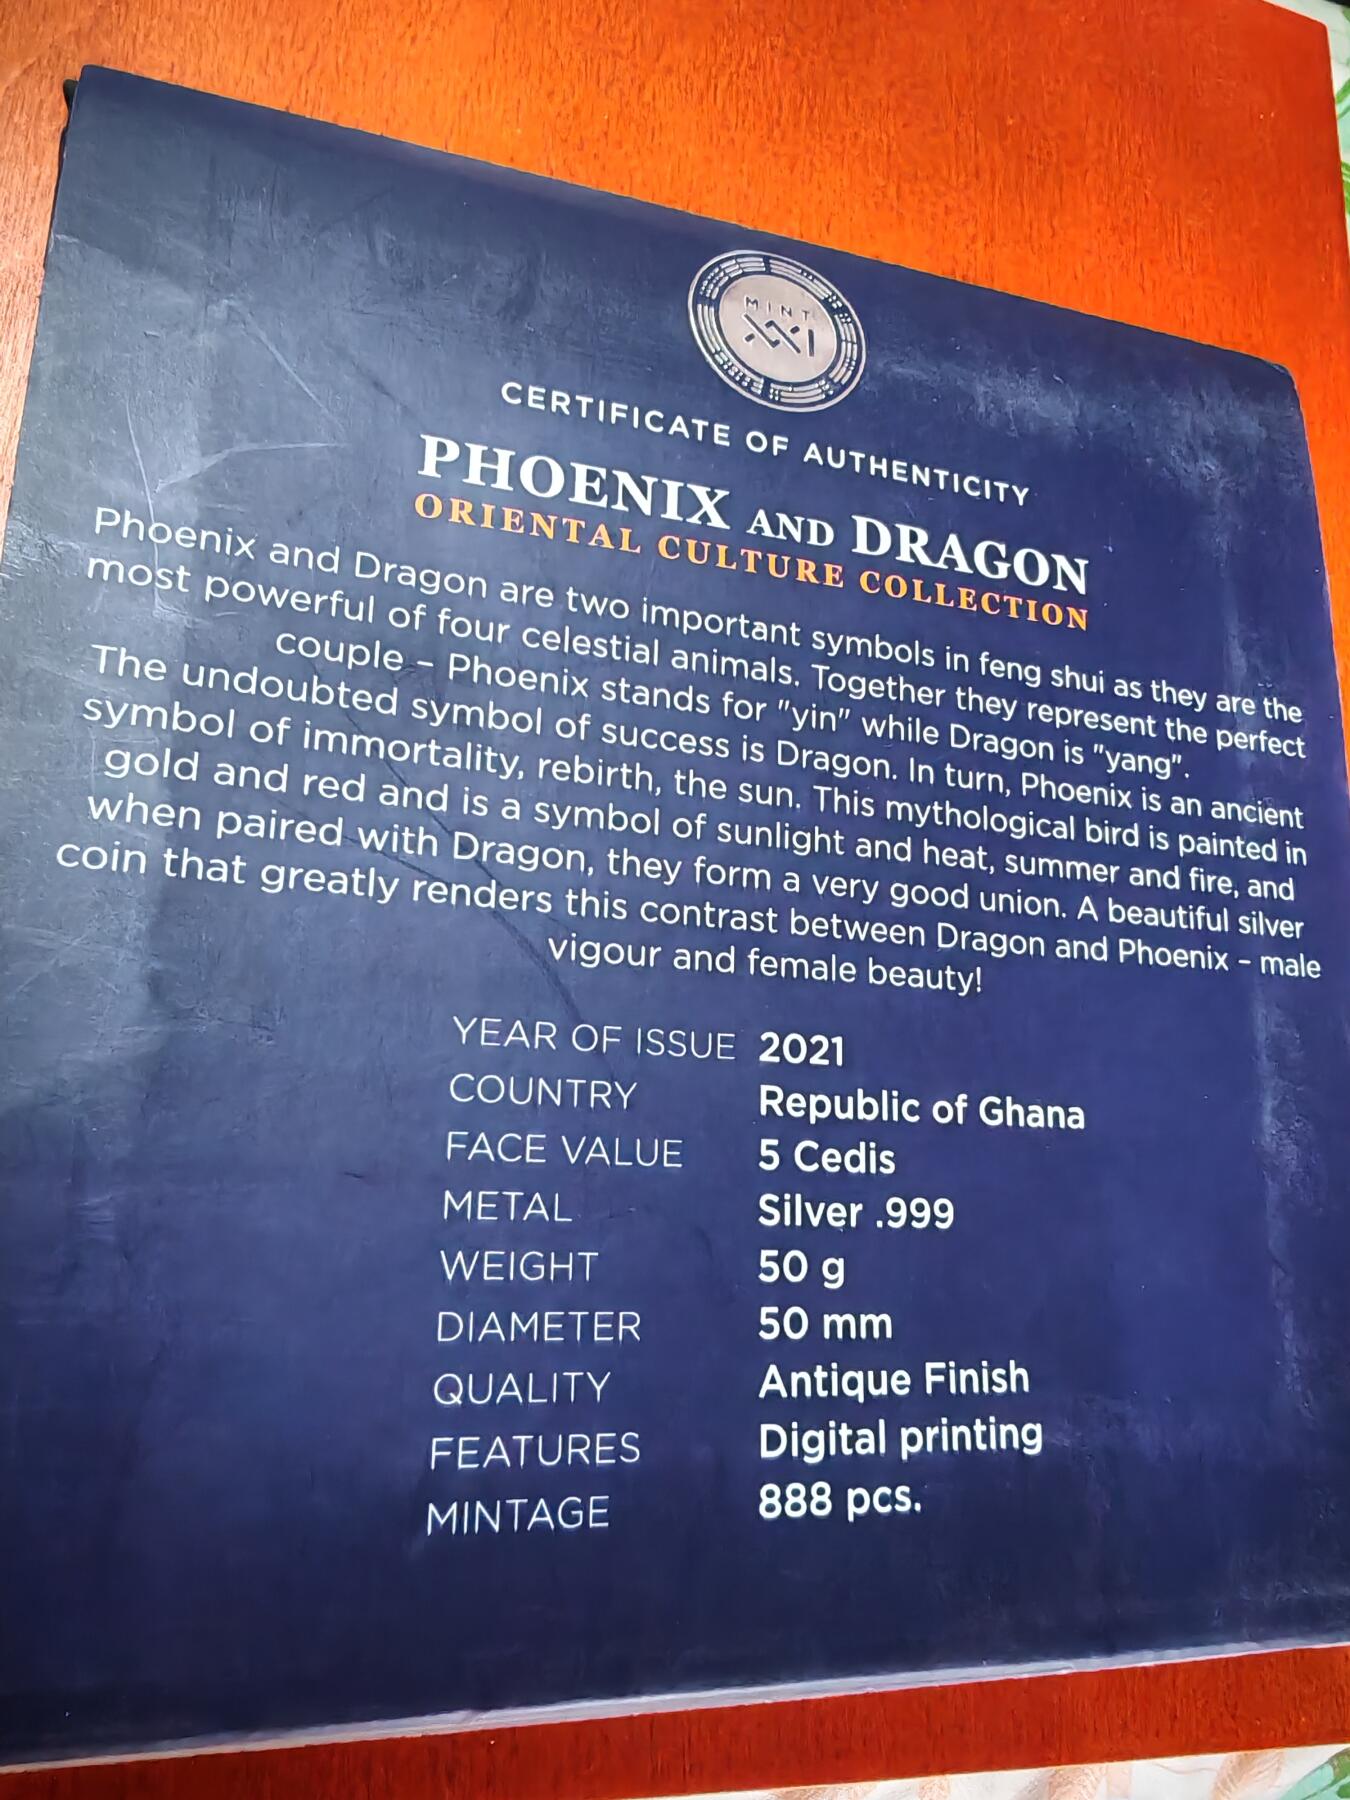 MINT
XXI
CERTIFICATE OF AUTHENTICITY
PHOENIX AND DRAGON
ORIENTAL CULTURE COLLECTION
Phoenix and Dragon are two important symbols in feng shui as they are the
most powerful of four celestial animals. Together they represent the perfect
couple – Phoenix stands for "yin" while Dragon is "yang".
The undoubted symbol of success is Dragon. In turn, Phoenix is an ancient
symbol of immortality, rebirth, the sun. This mythological bird is painted in
gold and red and is a symbol of sunlight and heat, summer and fire, and
when paired with Dragon, they form a very good union. A beautiful silver
coin that greatly renders this contrast between Dragon and Phoenix – male
vigour and female beauty!
YEAR OF ISSUE 2021
COUNTRY Republic of Ghana
FACE VALUE 5 Cedis
METAL Silver .999
WEIGHT 50 g
DIAMETER 50 mm
QUALITY Antique Finish
FEATURES Digital printing
MINTAGE 888 pcs.